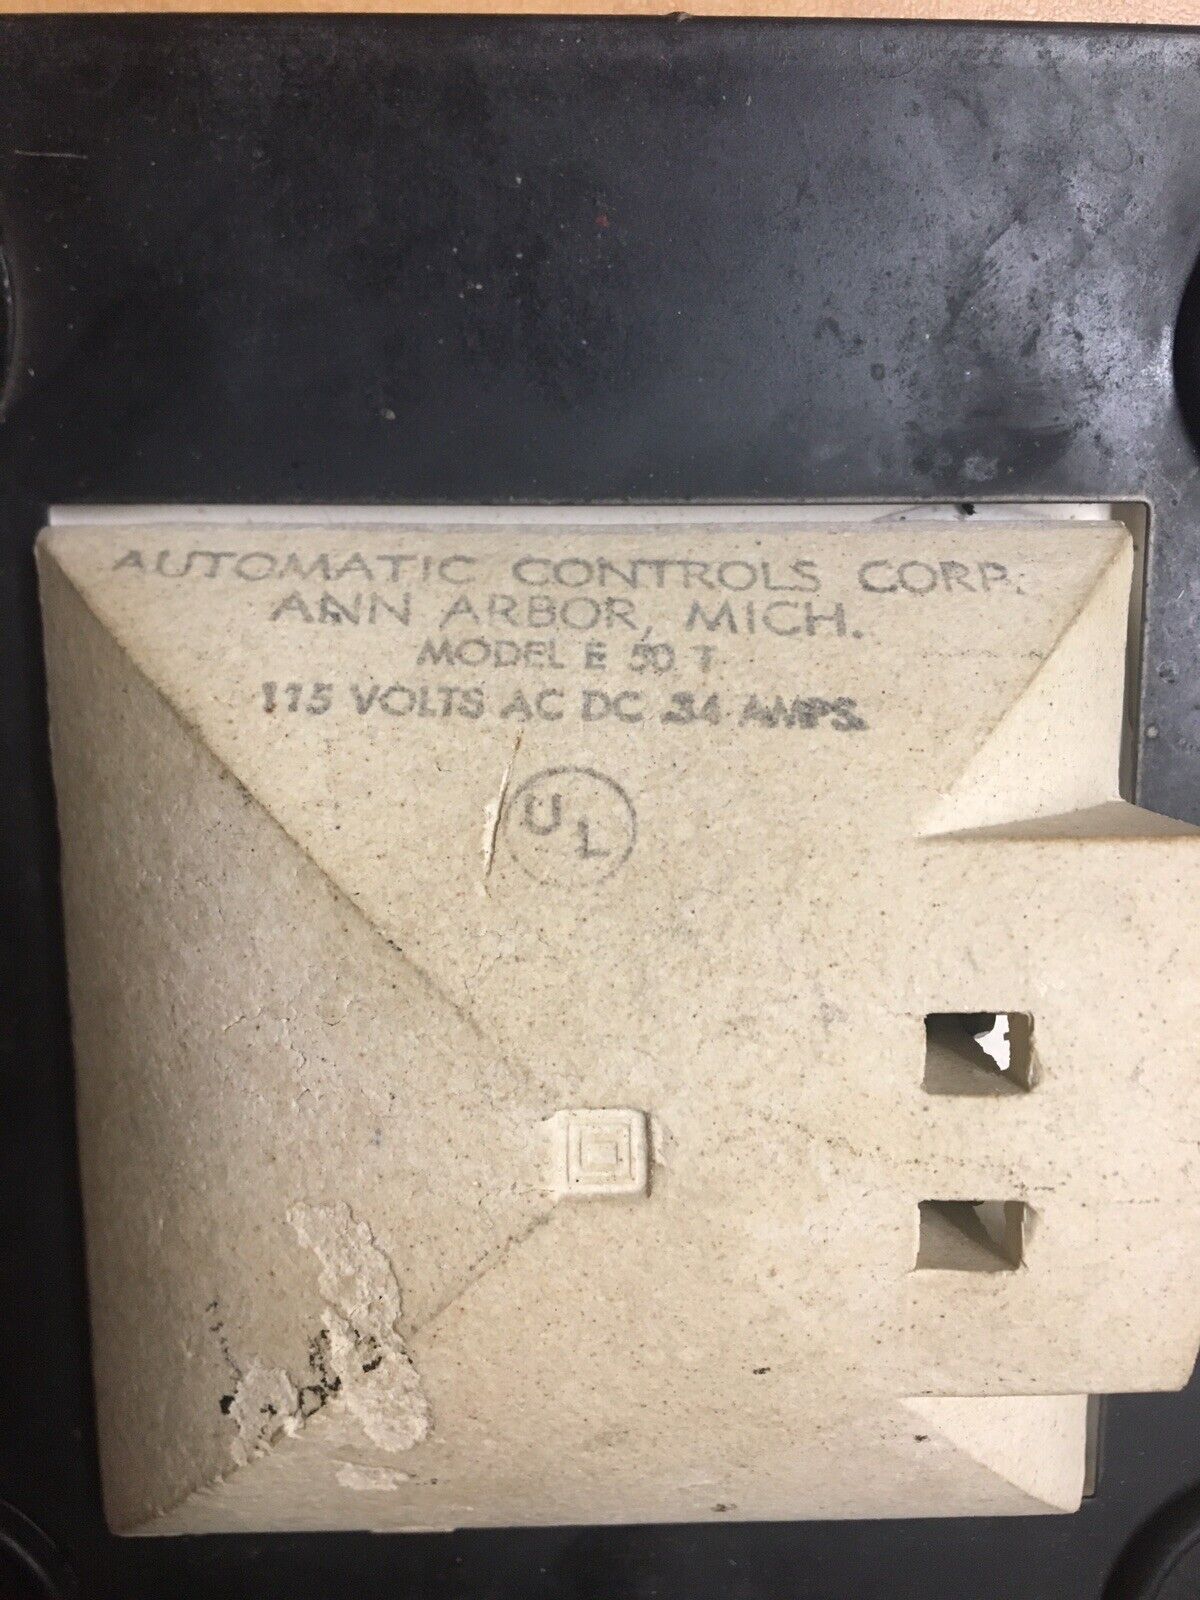 AUTOMATIC CONTROLS CORP.
ANN ARBOR, MICH.
MODEL E 50 T
115 VOLTS AC DC .34 AMPS.
UL